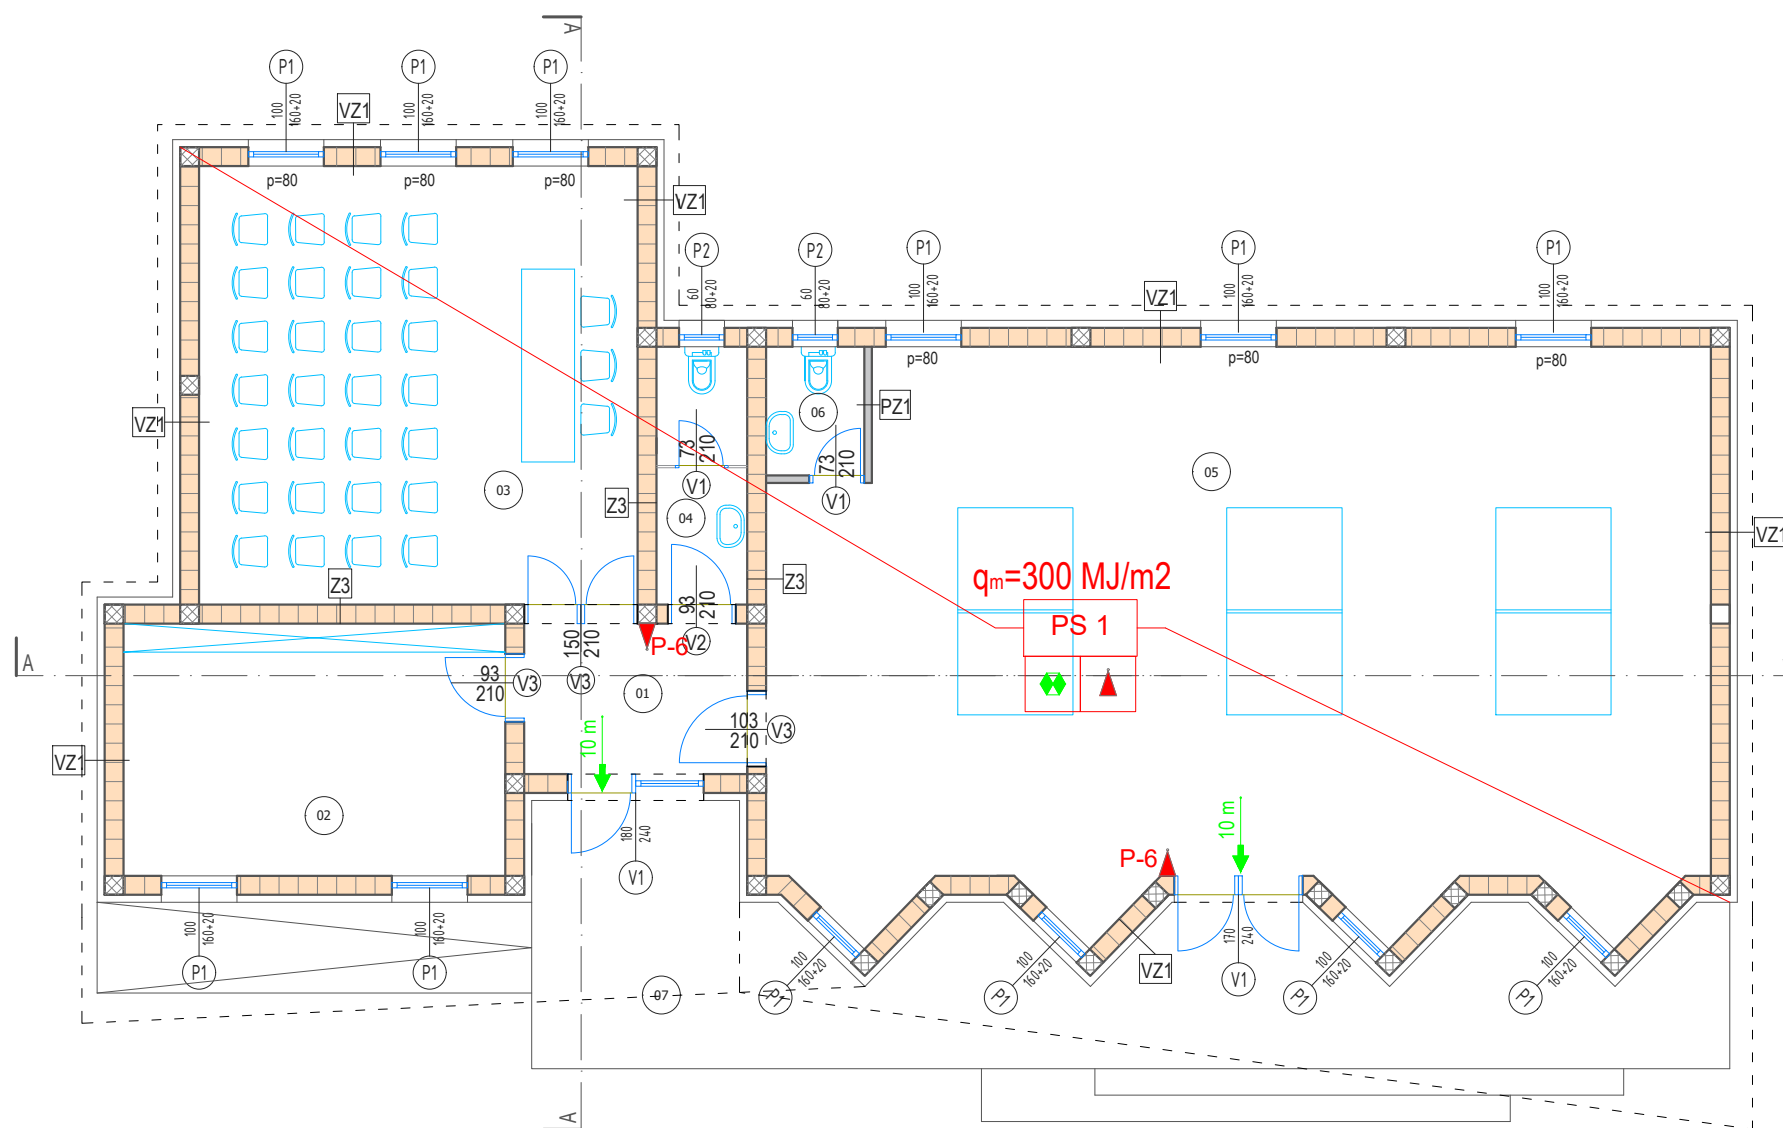 A
P1
P1
P1
100
160+20
100
160+20
100
160+20
VZ1
p=80
p=80
p=80
VZ1
P2
P2
P1
P1
P1
60
80+20
60
80+20
100
160+20
100
160+20
100
160+20
VZ1
p=80
p=80
p=80
VZ1
06
PZ1
73
210
73
210
V1
V1
03
Z3
04
05
VZ1
Z3
Z3
qm=300 MJ/m2
93
210
PS 1
150
210
P-6
V2
A
93
210
V3
V3
01
103
210
V3
10 m
VZ1
02
10 m
180
240
P-6
V1
100
160+20
100
160+20
P1
P1
07
100
160+20
P1
100
160+20
P1
VZ1
170
240
V1
100
160+20
P1
100
160+20
P1
A